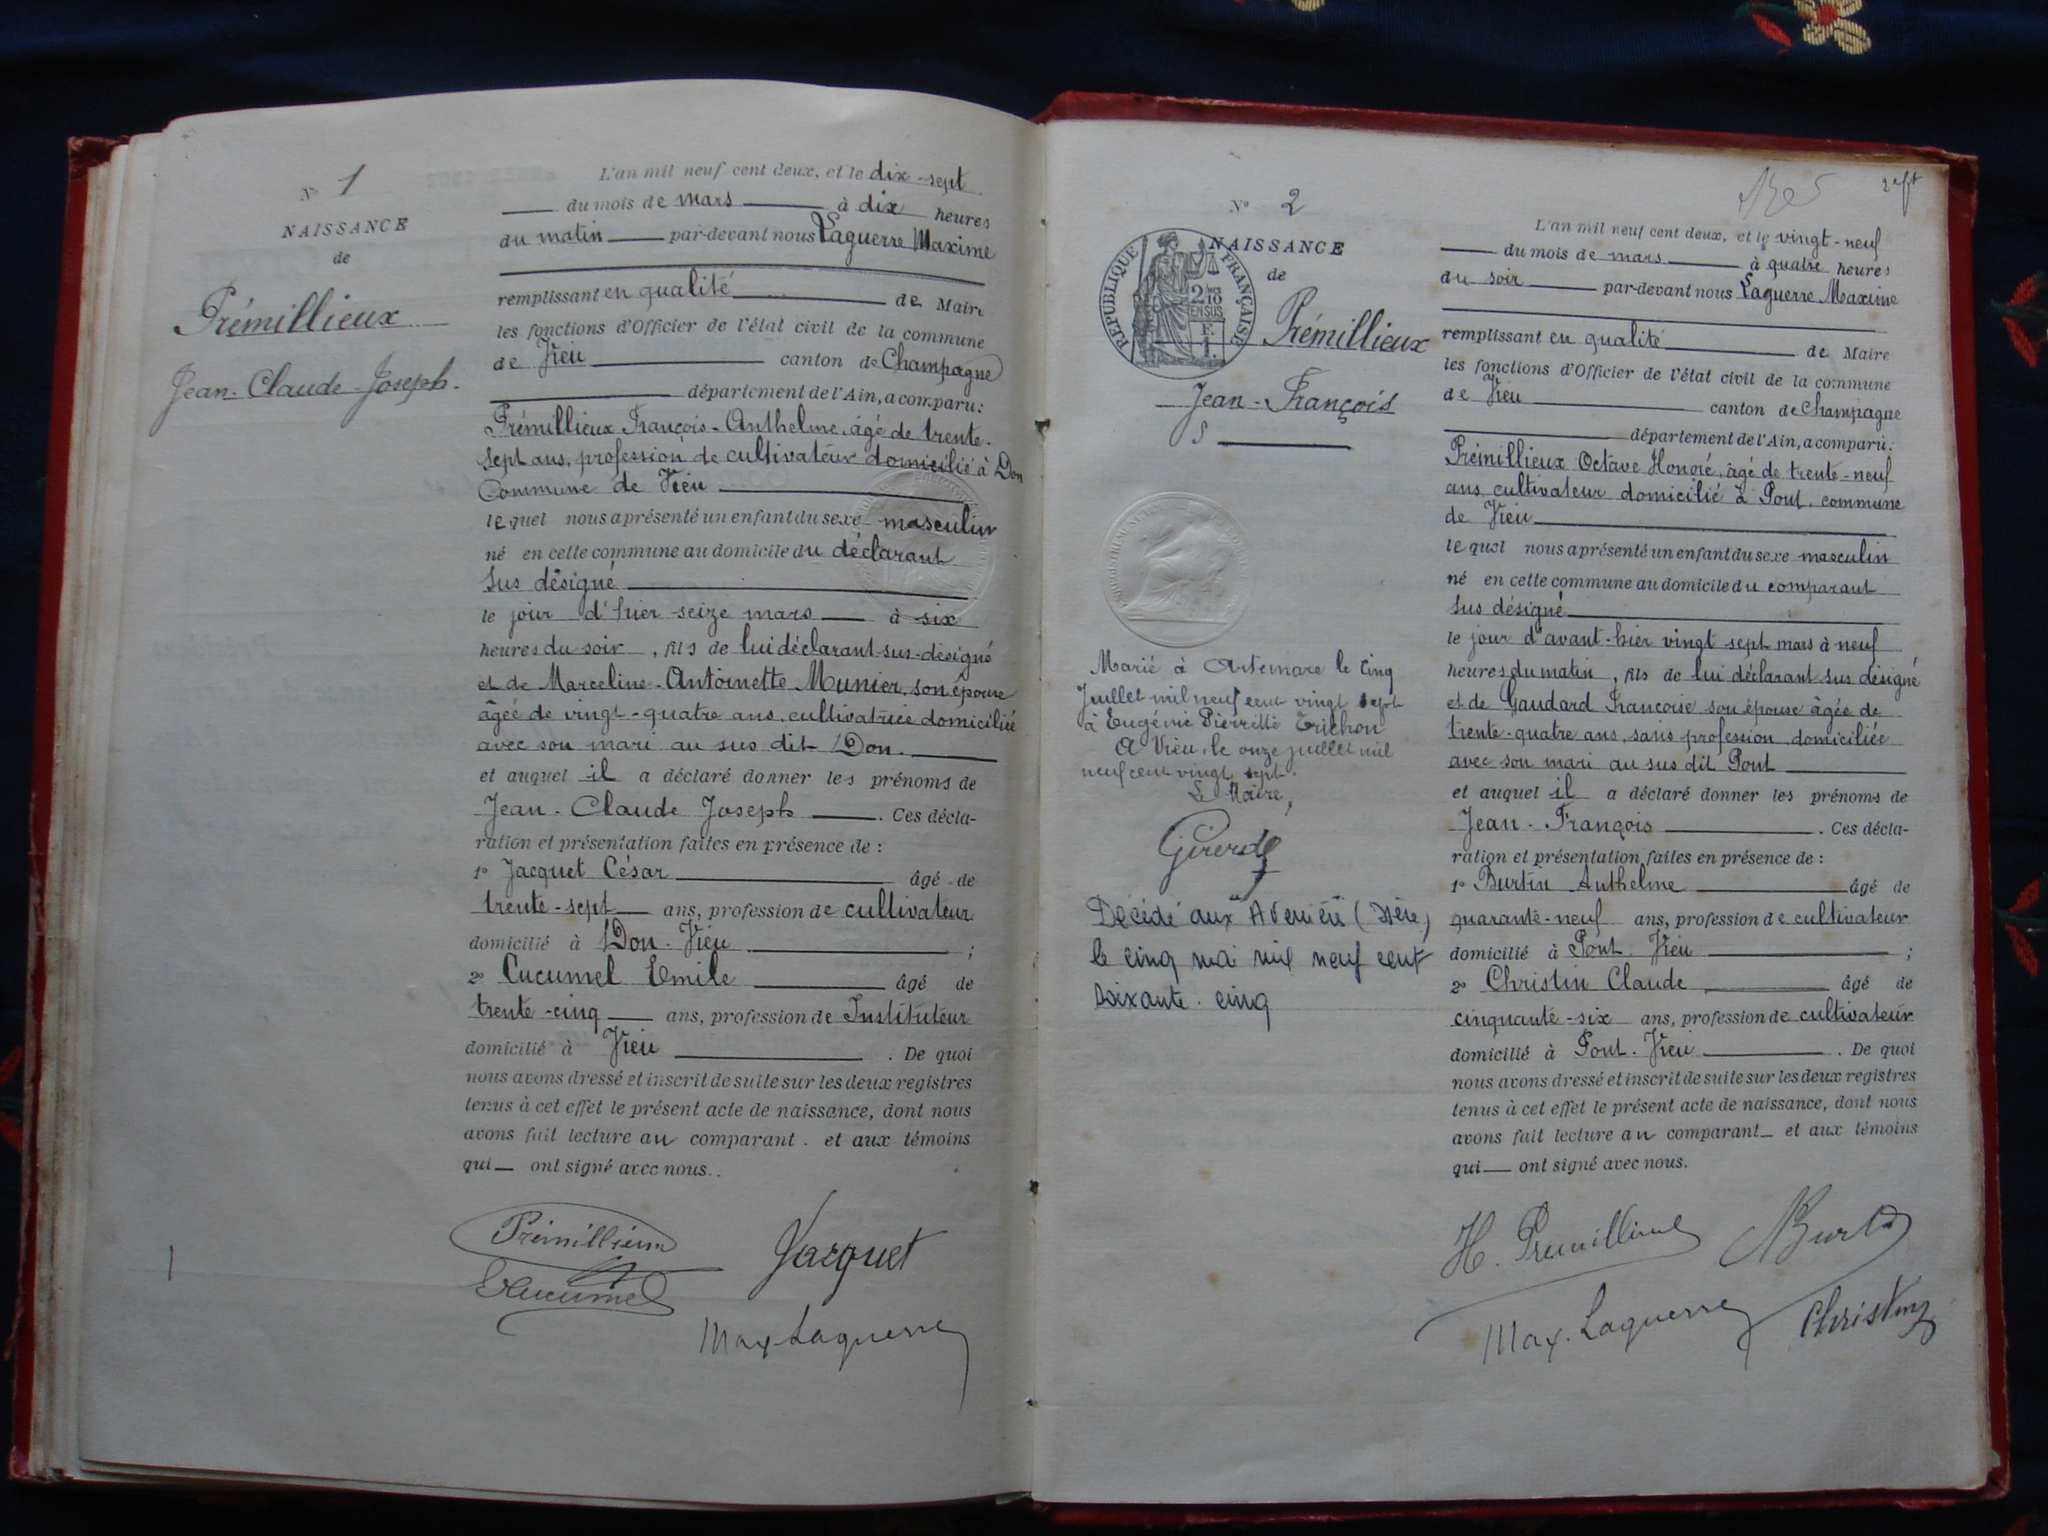 N° 1
NAISSANCE
de
Prémillieux
Jean-Claude-Joseph.
L'an mil neuf cent deux, et le dix-sept
du mois de mars à dix heures
du matin par-devant nous Laguerre Maxime
remplissant en qualité de Maire
les fonctions d'Officier de l'état civil de la commune
de Vieu canton de Champagne
département de l'Ain, a comparu:
Prémillieux François-Anthelme, âgé de trente-
sept ans, profession de cultivateur domicilié à Don
Commune de Vieu
lequel nous a présenté un enfant du sexe masculin
né en cette commune au domicile du déclarant
sus désigné
le jour d'hier seize mars à six
heures du soir, fils de lui déclarant sus-désigné
et de Marceline-Antoinette Munier, son épouse
âgée de vingt-quatre ans, cultivatrice domiciliée
avec son mari au sus dit Don.
et auquel il a déclaré donner les prénoms de
Jean-Claude Joseph. Ces décla-
ration et présentation faites en présence de :
1° Jacquet César âgé de
trente-sept ans, profession de cultivateur
domicilié à Don-Vieu ;
2° Cucumel Emile âgé de
trente-cinq ans, profession de Instituteur
domicilié à Vieu. De quoi
nous avons dressé et inscrit de suite sur les deux registres
tenus à cet effet le présent acte de naissance, dont nous
avons fait lecture au comparant. et aux témoins
qui ont signé avec nous.
Prémillieux
Jacquet
E Cucumel
Max. Laguerre
2 ft
N° 2
NAISSANCE
de
REPUBLIQUE FRANÇAISE
2/10 EN SUS
Prémillieux
Jean-François
L'an mil neuf cent deux, et le vingt-neuf
du mois de mars à quatre heures
du soir par-devant nous Laguerre Maxime
remplissant en qualité de Maire
les fonctions d'Officier de l'état civil de la commune
de Vieu canton de Champagne
département de l'Ain, a comparu:
Prémillieux Octave Honoré, âgé de trente-neuf
ans cultivateur domicilié à Pont, commune
de Vieu
lequel nous a présenté un enfant du sexe masculin
né en cette commune au domicile du comparant
sus désigné
le jour d'avant-hier vingt sept mars à neuf
heures du matin, fils de lui déclarant sus désigné
et de Gaudard Françoise son épouse âgée de
trente-quatre ans, sans profession domiciliée
avec son mari au sus dit Pont
et auquel il a déclaré donner les prénoms de
Jean-François. Ces décla-
ration et présentation faites en présence de :
1° Burtin Anthelme âgé de
quarante-neuf ans, profession de cultivateur
domicilié à Pont-Vieu ;
2° Christin Claude âgé de
cinquante-six ans, profession de cultivateur
domicilié à Pont-Vieu. De quoi
nous avons dressé et inscrit de suite sur les deux registres
tenus à cet effet le présent acte de naissance, dont nous
avons fait lecture au comparant et aux témoins
qui ont signé avec nous.
Marié à Artemare le cinq
Juillet mil neuf cent vingt sept
à Eugénie Pierrette Trichon
A Vieu, le onze juillet mil
neuf cent vingt sept.
Le Maire,
Décédé aux Avenières (Isère)
le cinq mai mil neuf cent
soixante-cinq
H. Prémillieux
Burtin
Max. Laguerre
Christin